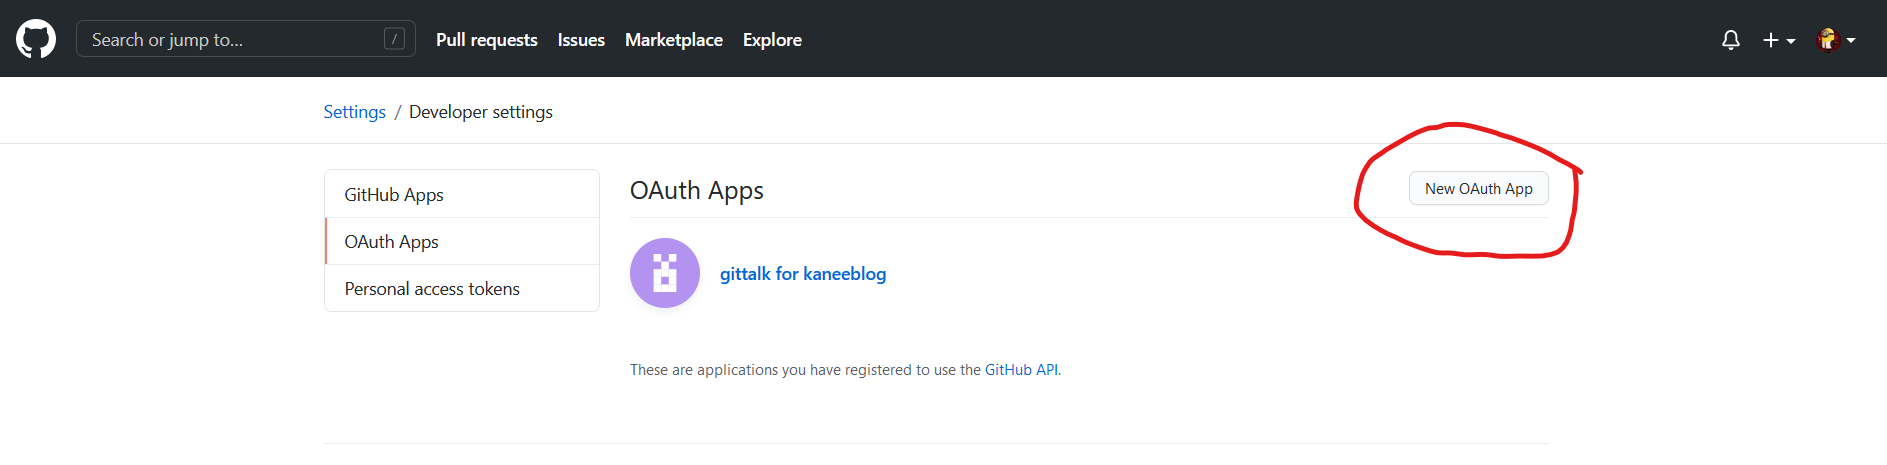 Search or jump to... /
Pull requests Issues Marketplace Explore
Settings / Developer settings
GitHub Apps
OAuth Apps
Personal access tokens
OAuth Apps
New OAuth App
gittalk for kaneeblog
These are applications you have registered to use the GitHub API.